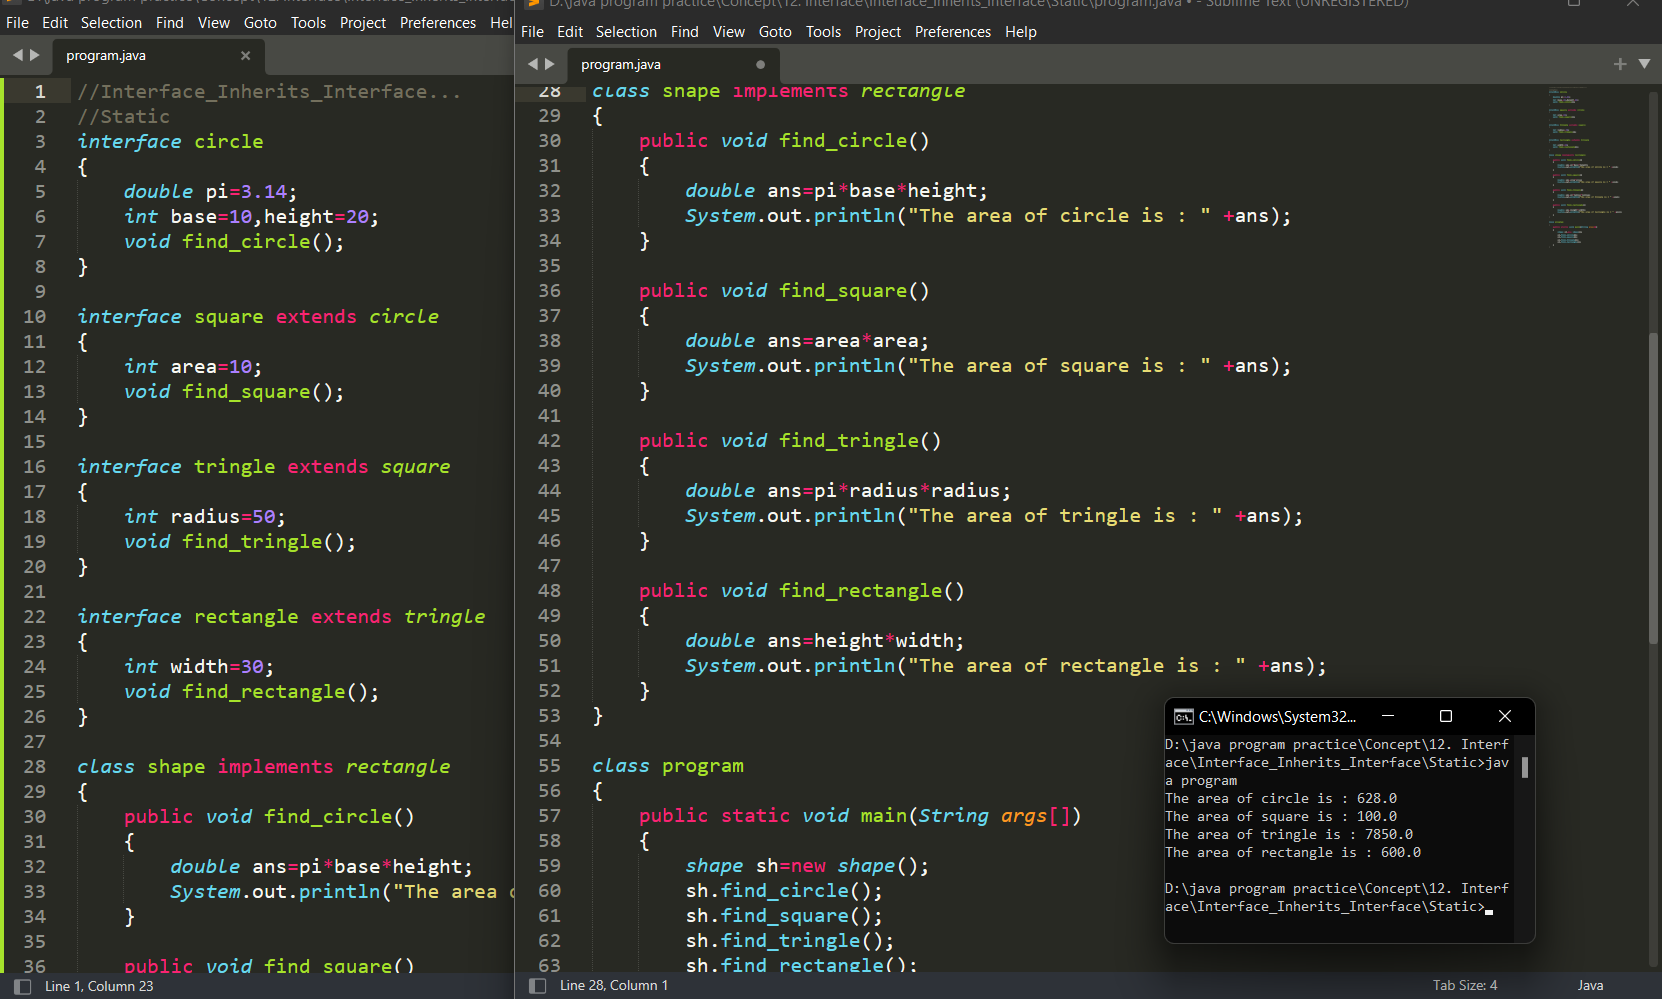 File Edit Selection Find View Goto Tools Project Preferences Hel
program.java ×
1 //Interface_Inherits_Interface...
2 //Static
3 interface circle
4 {
5 double pi=3.14;
6 int base=10,height=20;
7 void find_circle();
8 }
9
10 interface square extends circle
11 {
12 int area=10;
13 void find_square();
14 }
15
16 interface tringle extends square
17 {
18 int radius=50;
19 void find_tringle();
20 }
21
22 interface rectangle extends tringle
23 {
24 int width=30;
25 void find_rectangle();
26 }
27
28 class shape implements rectangle
29 {
30 public void find_circle()
31 {
32 double ans=pi*base*height;
33 System.out.println("The area
34 }
35
36 public void find_square()
Line 1, Column 23
D:\java program practice\Concept\12. Interface\Interface_Inherits_Interface\Static\program.java • - Sublime Text (UNREGISTERED)
File Edit Selection Find View Goto Tools Project Preferences Help
program.java
28 class shape implements rectangle
29 {
30 public void find_circle()
31 {
32 double ans=pi*base*height;
33 System.out.println("The area of circle is : " +ans);
34 }
35
36 public void find_square()
37 {
38 double ans=area*area;
39 System.out.println("The area of square is : " +ans);
40 }
41
42 public void find_tringle()
43 {
44 double ans=pi*radius*radius;
45 System.out.println("The area of tringle is : " +ans);
46 }
47
48 public void find_rectangle()
49 {
50 double ans=height*width;
51 System.out.println("The area of rectangle is : " +ans);
52 }
53 }
54
55 class program
56 {
57 public static void main(String args[])
58 {
59 shape sh=new shape();
60 sh.find_circle();
61 sh.find_square();
62 sh.find_tringle();
63 sh.find_rectangle();
Line 28, Column 1
Tab Size: 4 Java
C:\Windows\System32...
D:\java program practice\Concept\12. Interf
ace\Interface_Inherits_Interface\Static>jav
a program
The area of circle is : 628.0
The area of square is : 100.0
The area of tringle is : 7850.0
The area of rectangle is : 600.0
D:\java program practice\Concept\12. Interf
ace\Interface_Inherits_Interface\Static>